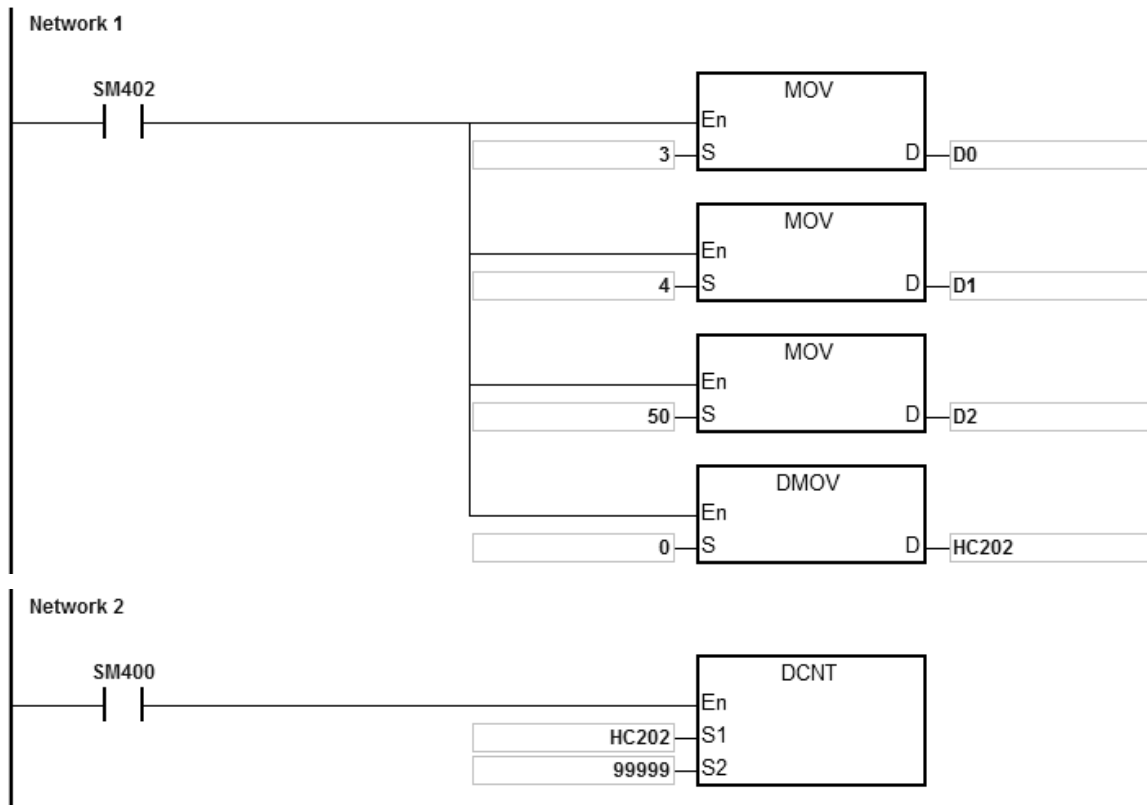 Network 1
SM402
MOV
En
3 S D D0
MOV
En
4 S D D1
MOV
En
50 S D D2
DMOV
En
0 S D HC202
Network 2
SM400
DCNT
En
HC202 S1
99999 S2